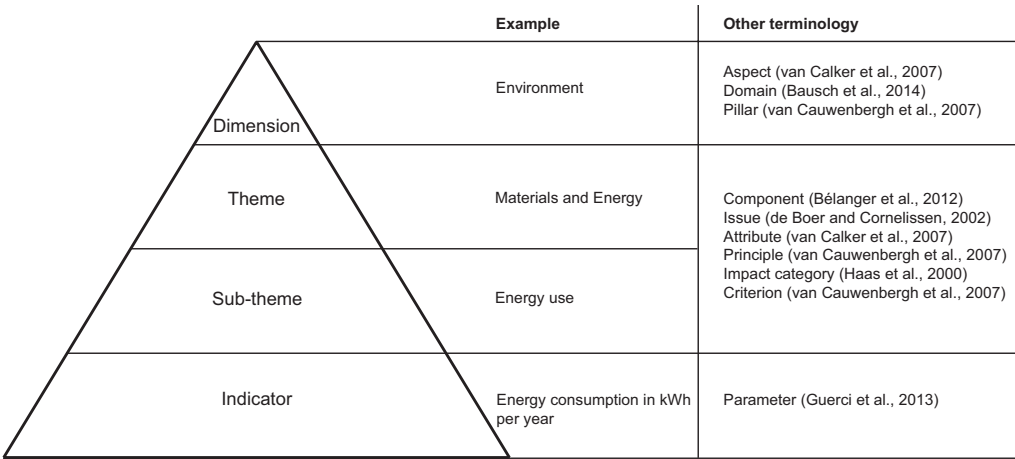 Example
Other terminology
Dimension
Environment
Aspect (van Calker et al., 2007)
Domain (Bausch et al., 2014)
Pillar (van Cauwenbergh et al., 2007)
Theme
Materials and Energy
Component (Bélanger et al., 2012)
Issue (de Boer and Cornelissen, 2002)
Attribute (van Calker et al., 2007)
Principle (van Cauwenbergh et al., 2007)
Impact category (Haas et al., 2000)
Criterion (van Cauwenbergh et al., 2007)
Sub-theme
Energy use
Indicator
Energy consumption in kWh
per year
Parameter (Guerci et al., 2013)